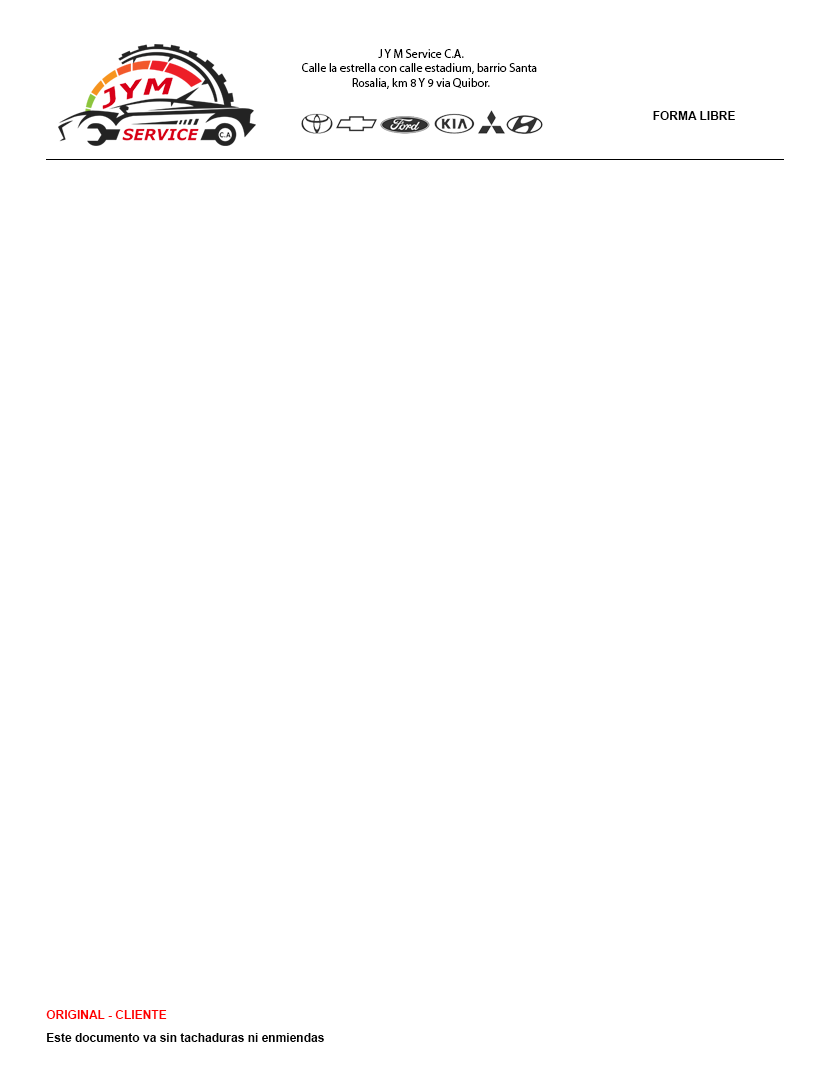 JYM
SERVICE C.A
J Y M Service C.A.
Calle la estrella con calle estadium, barrio Santa
Rosalia, km 8 Y 9 via Quibor.
Ford KIA
FORMA LIBRE
ORIGINAL - CLIENTE
Este documento va sin tachaduras ni enmiendas